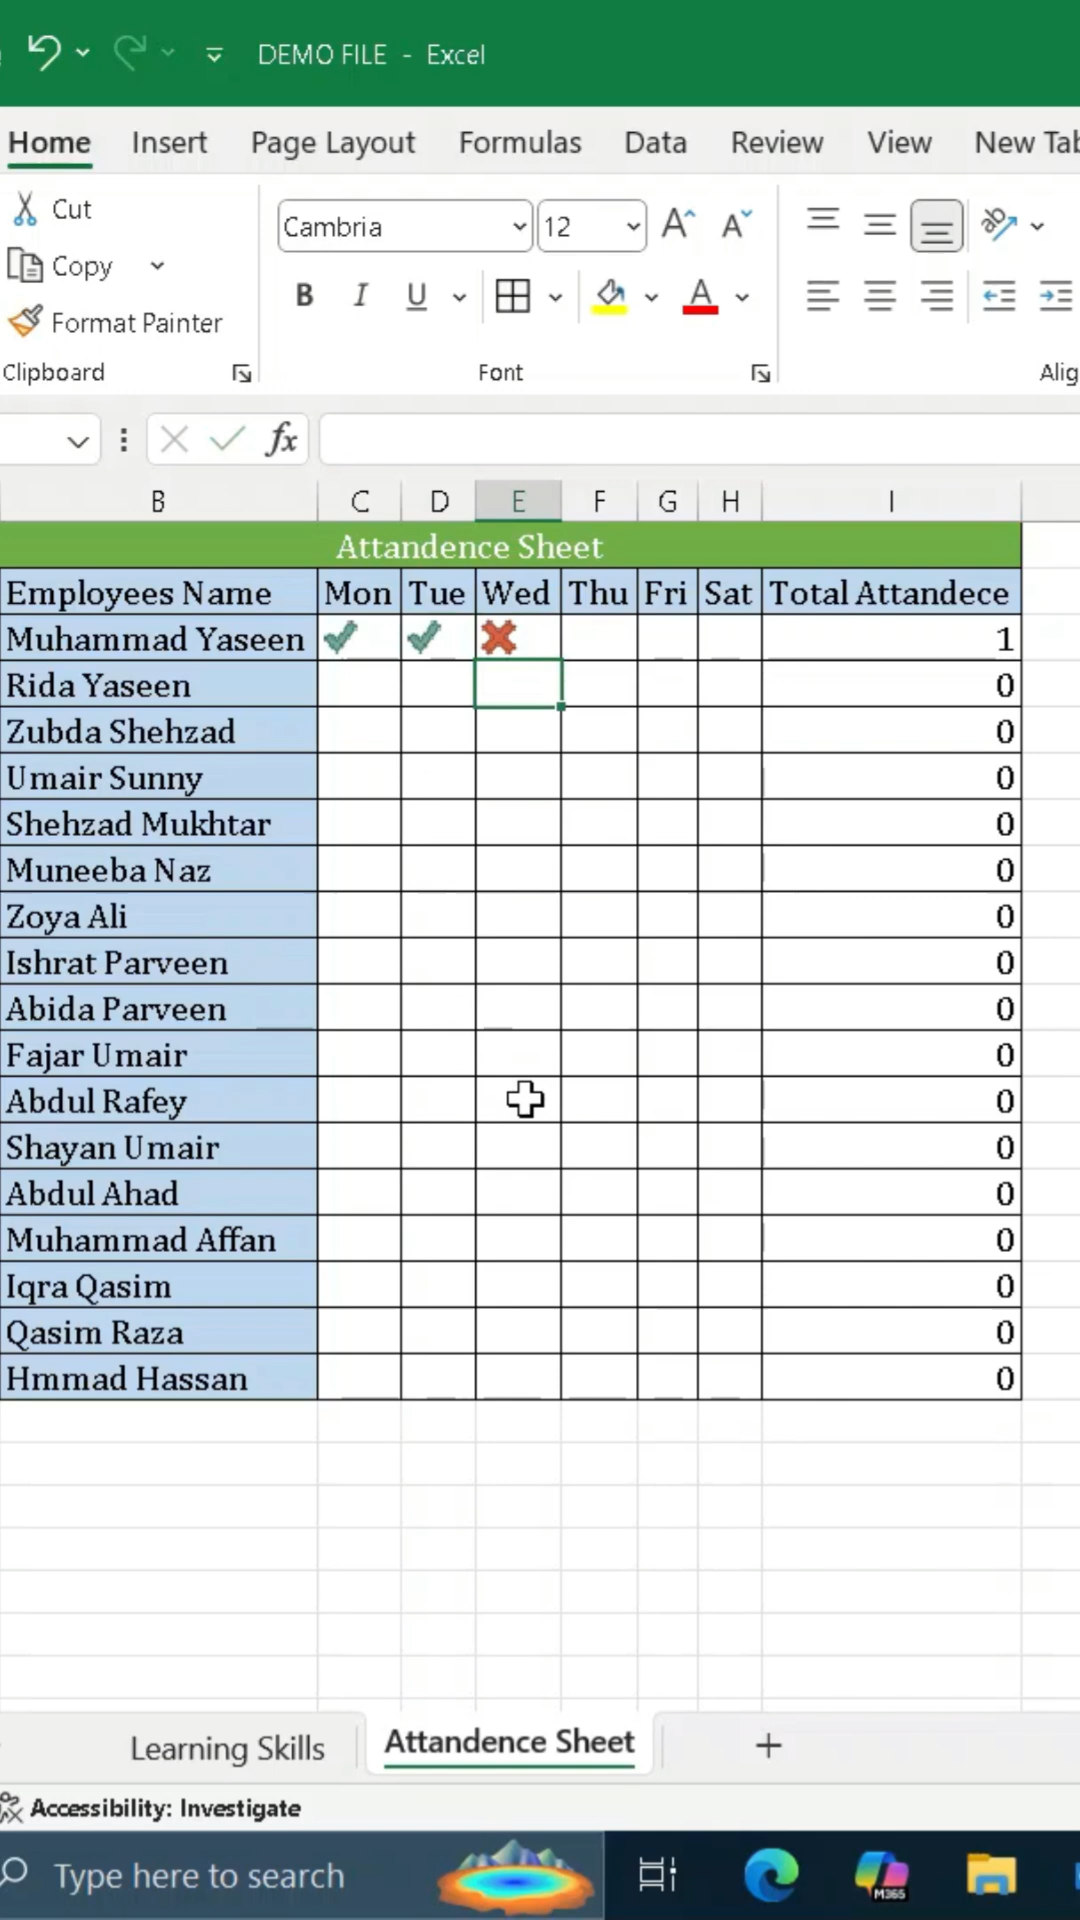 DEMO FILE - Excel
Home Insert Page Layout Formulas Data Review View New Tab
Cut
Copy
Format Painter
Clipboard
Cambria 12
B I U
Font
Alig
fx
B C D E F G H I
Attandence Sheet
Employees Name Mon Tue Wed Thu Fri Sat Total Attandece
Muhammad Yaseen 1
Rida Yaseen 0
Zubda Shehzad 0
Umair Sunny 0
Shehzad Mukhtar 0
Muneeba Naz 0
Zoya Ali 0
Ishrat Parveen 0
Abida Parveen 0
Fajar Umair 0
Abdul Rafey 0
Shayan Umair 0
Abdul Ahad 0
Muhammad Affan 0
Iqra Qasim 0
Qasim Raza 0
Hmmad Hassan 0
Learning Skills Attandence Sheet
Accessibility: Investigate
Type here to search
M365